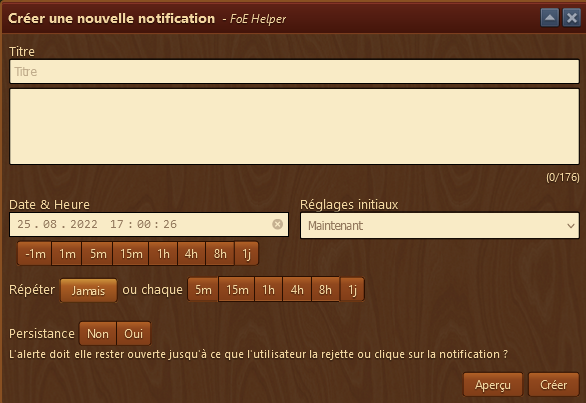 Créer une nouvelle notification - FoE Helper
Titre
Titre
(0/176)
Date & Heure Réglages initiaux
25.08.2022 17:00:26 Maintenant
-1m 1m 5m 15m 1h 4h 8h 1j
Répéter Jamais ou chaque 5m 15m 1h 4h 8h 1j
Persistance Non Oui
L'alerte doit elle rester ouverte jusqu'à ce que l'utilisateur la rejette ou clique sur la notification ?
Aperçu Créer